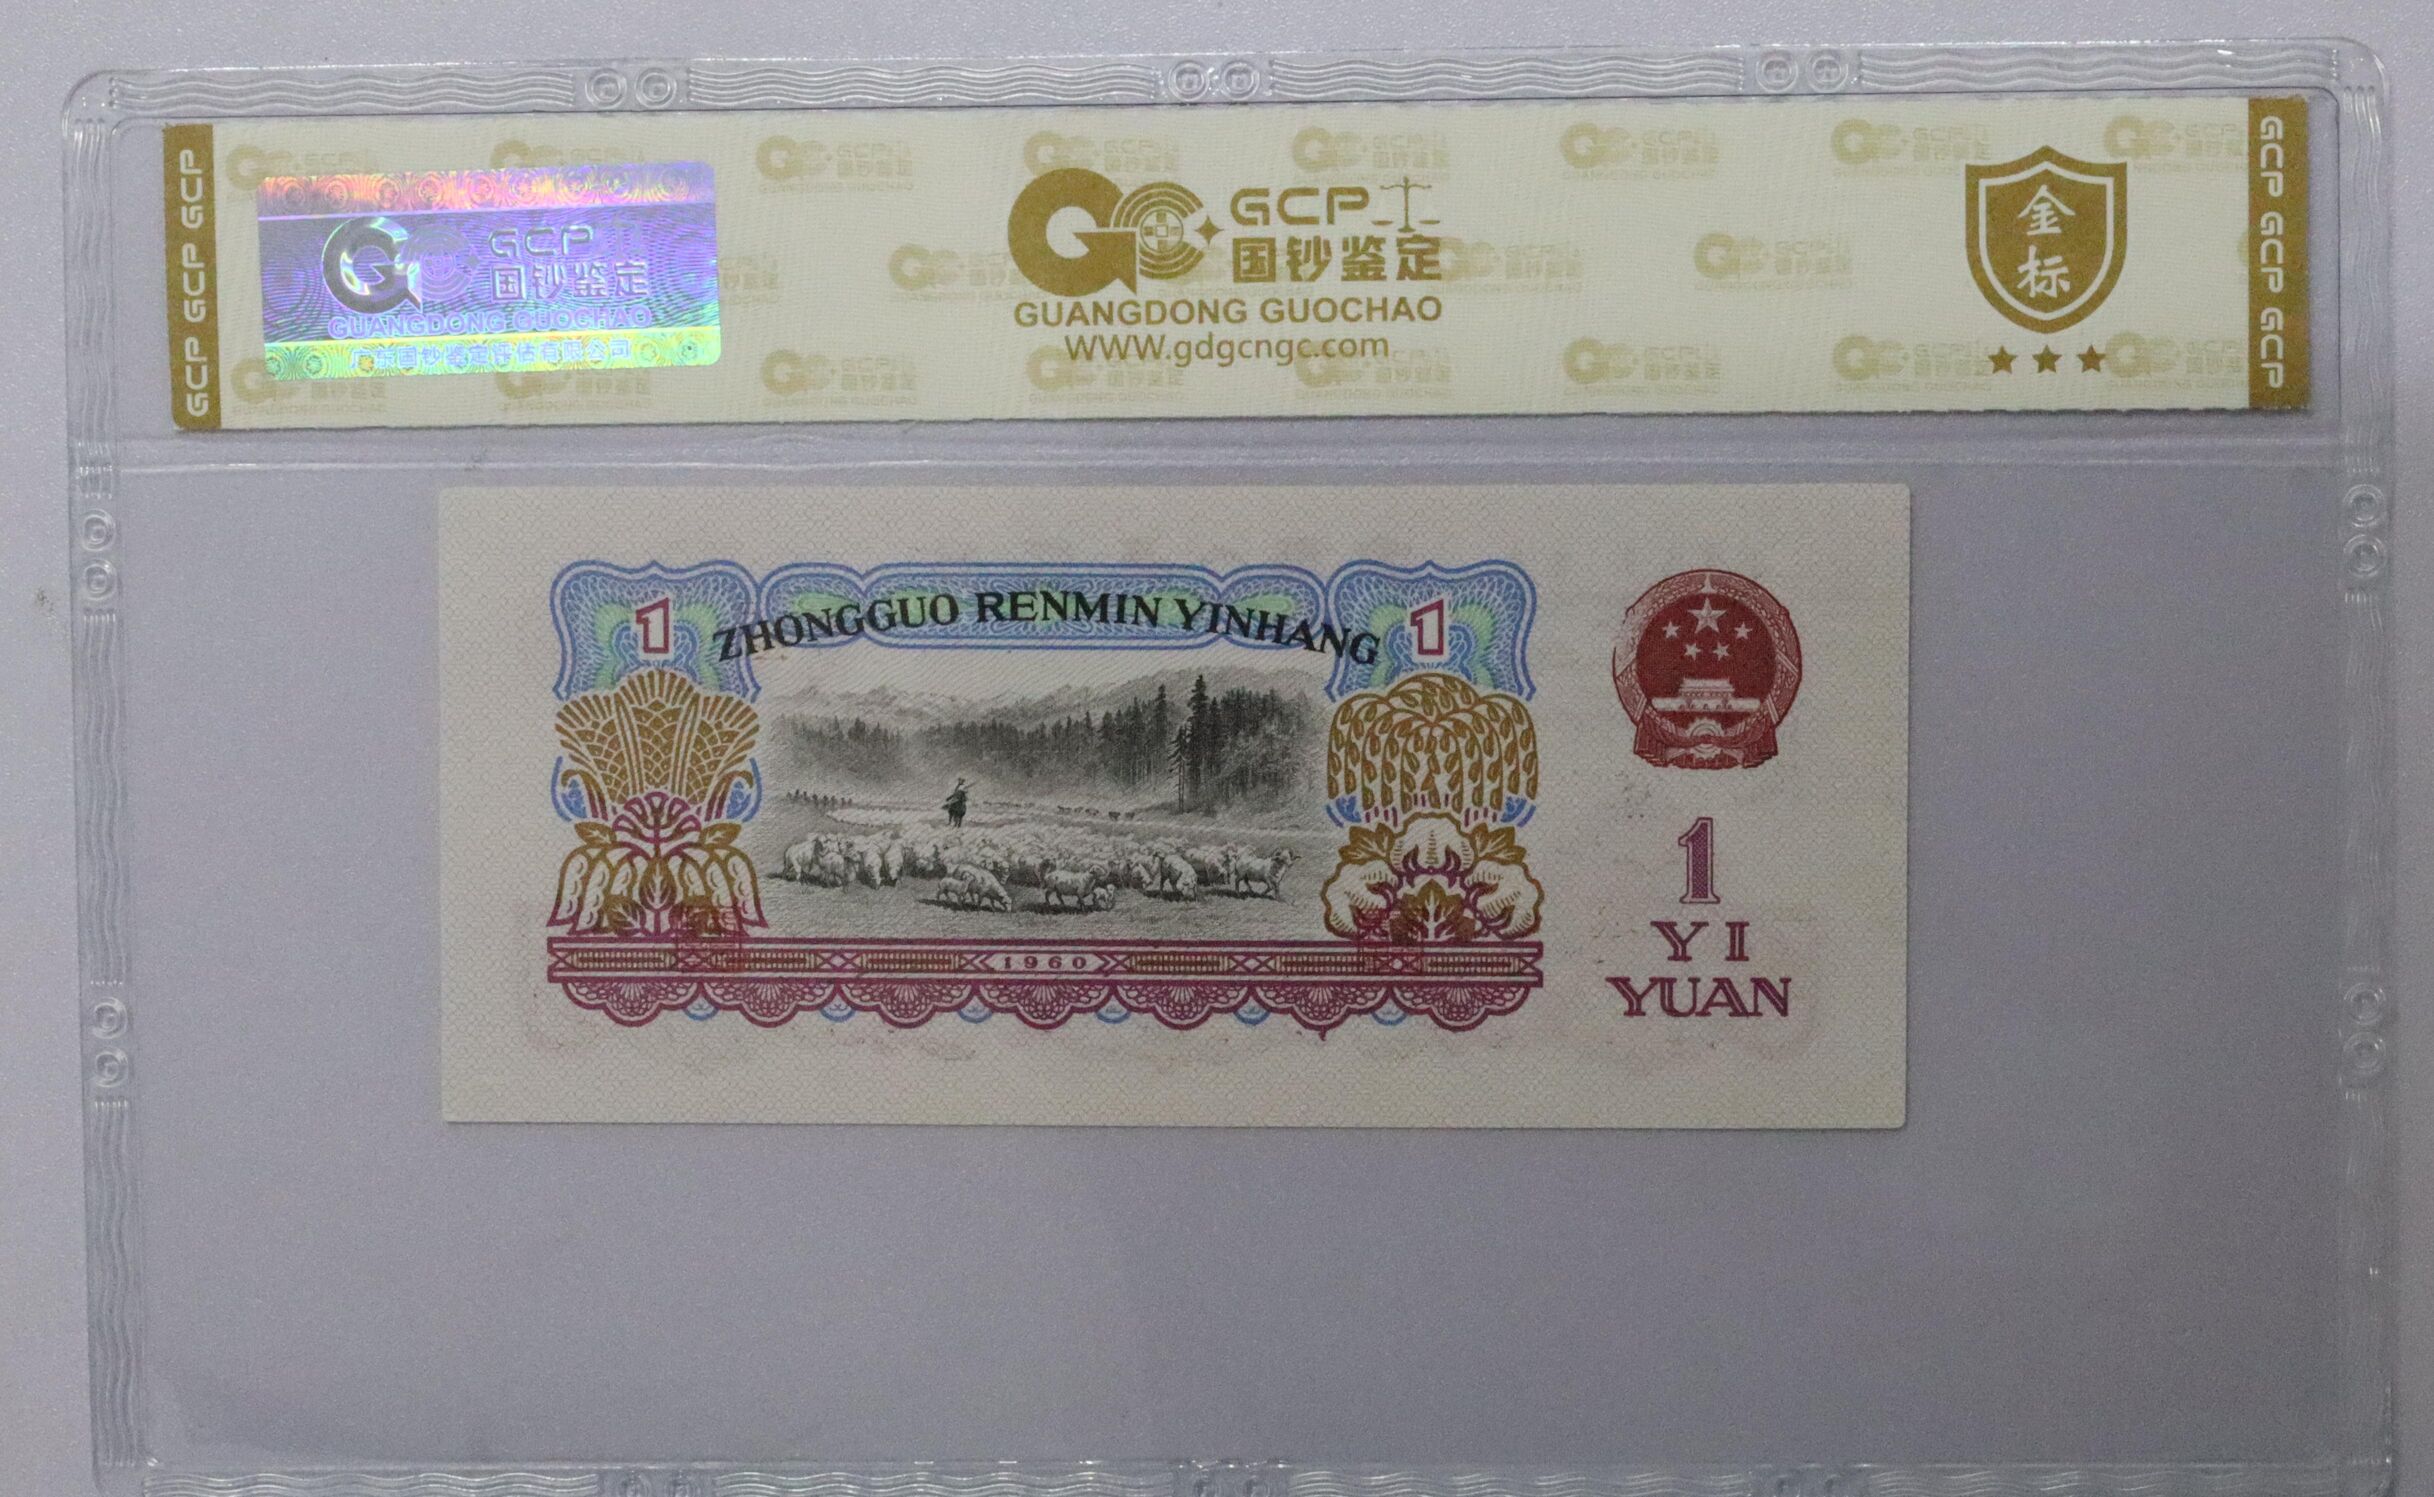 GCP GCP GCP
GCP
国钞鉴定
GUANGDONG GUOCHAO
广东国钞鉴定评估有限公司
GCP
国钞鉴定
GUANGDONG GUOCHAO
WWW.gdgcngc.com
金
标
GCP GCP GCP
1
ZHONGGUO RENMIN YINHANG
1
1960
1
YI
YUAN